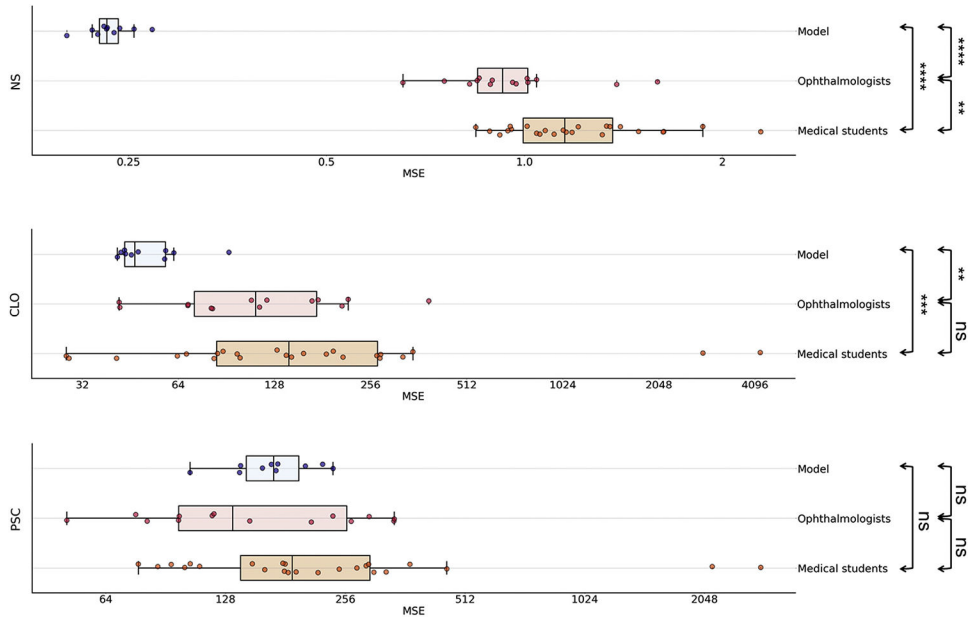 NS
Model
Ophthalmologists
Medical students
****
****
**
0.25 0.5 1.0 2
MSE
CLO
Model
Ophthalmologists
Medical students
***
**
ns
32 64 128 256 512 1024 2048 4096
MSE
PSC
Model
Ophthalmologists
Medical students
ns
ns
ns
64 128 256 512 1024 2048
MSE